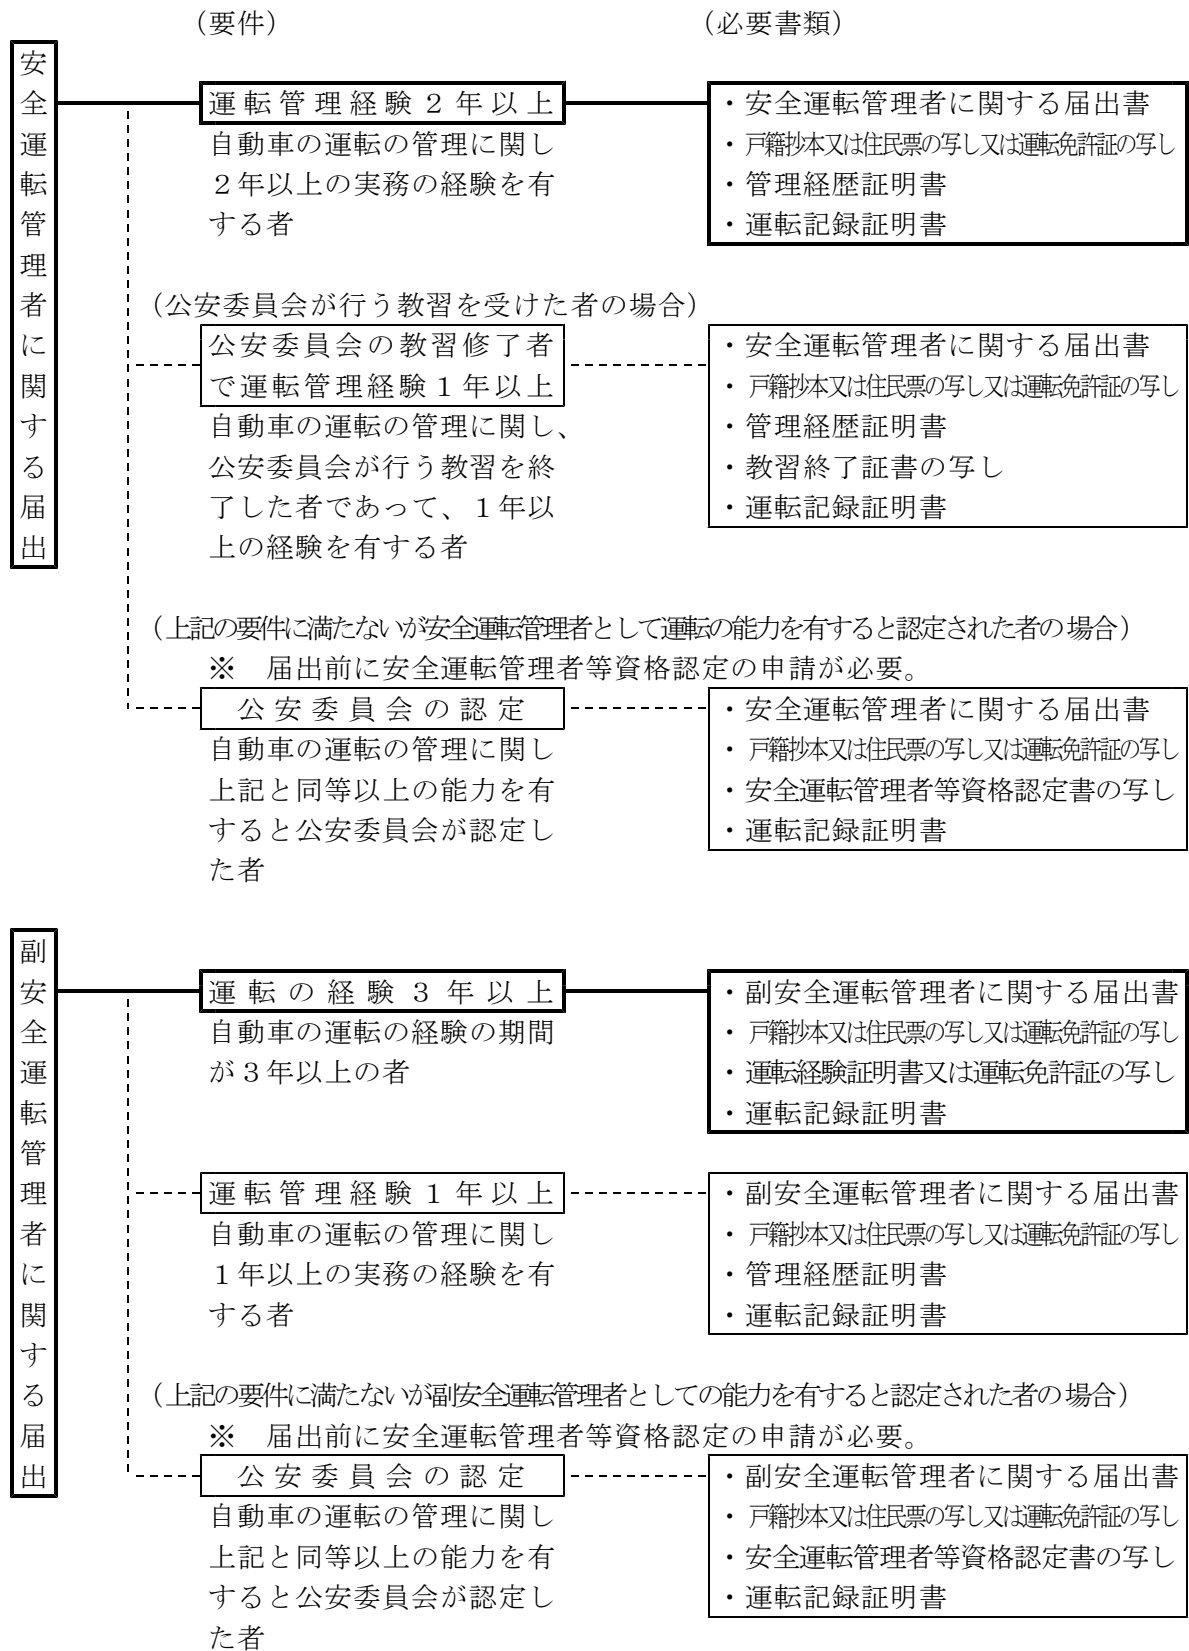 （要件）　（必要書類）
安全運転管理者に関する届出
運転管理経験２年以上
自動車の運転の管理に関し
２年以上の実務の経験を有
する者
・安全運転管理者に関する届出書
・戸籍抄本又は住民票の写し又は運転免許証の写し
・管理経歴証明書
・運転記録証明書
（公安委員会が行う教習を受けた者の場合）
公安委員会の教習修了者
で運転管理経験１年以上
自動車の運転の管理に関し、
公安委員会が行う教習を終
了した者であって、１年以
上の経験を有する者
・安全運転管理者に関する届出書
・戸籍抄本又は住民票の写し又は運転免許証の写し
・管理経歴証明書
・教習終了証書の写し
・運転記録証明書
（上記の要件に満たないが安全運転管理者として運転の能力を有すると認定された者の場合）
※　届出前に安全運転管理者等資格認定の申請が必要。
公安委員会の認定
自動車の運転の管理に関し
上記と同等以上の能力を有
すると公安委員会が認定し
た者
・安全運転管理者に関する届出書
・戸籍抄本又は住民票の写し又は運転免許証の写し
・安全運転管理者等資格認定書の写し
・運転記録証明書
副安全運転管理者に関する届出
運転の経験３年以上
自動車の運転の経験の期間
が３年以上の者
・副安全運転管理者に関する届出書
・戸籍抄本又は住民票の写し又は運転免許証の写し
・運転経験証明書又は運転免許証の写し
・運転記録証明書
運転管理経験１年以上
自動車の運転の管理に関し
１年以上の実務の経験を有
する者
・副安全運転管理者に関する届出書
・戸籍抄本又は住民票の写し又は運転免許証の写し
・管理経歴証明書
・運転記録証明書
（上記の要件に満たないが副安全運転管理者としての能力を有すると認定された者の場合）
※　届出前に安全運転管理者等資格認定の申請が必要。
公安委員会の認定
自動車の運転の管理に関し
上記と同等以上の能力を有
すると公安委員会が認定し
た者
・副安全運転管理者に関する届出書
・戸籍抄本又は住民票の写し又は運転免許証の写し
・安全運転管理者等資格認定書の写し
・運転記録証明書